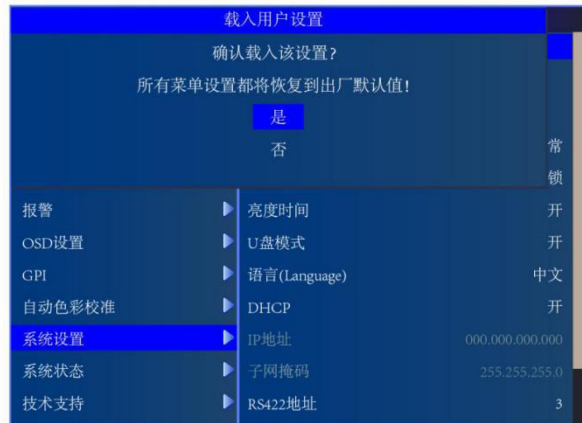 载入用户设置
确认载入该设置?
所有菜单设置都将恢复到出厂默认值!
是
否
常
锁
报警 亮度时间 开
OSD设置 U盘模式 开
GPI 语言(Language) 中文
自动色彩校准 DHCP 开
系统设置 IP地址 000.000.000.000
系统状态 子网掩码 255.255.255.0
技术支持 RS422地址 3